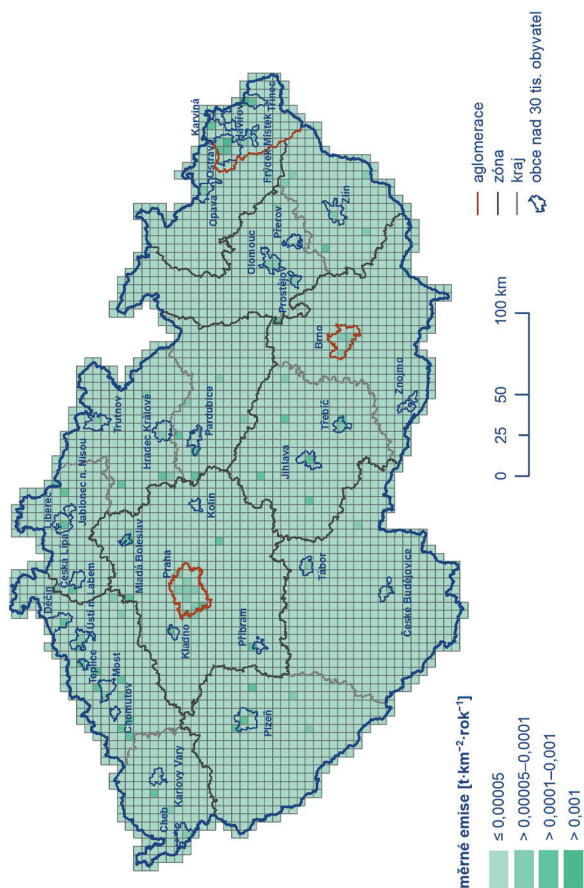 Cheb
Karlovy Vary
Chomutov
Most
Teplice
Ústí n. Labem
Děčín
Česká Lípa
Liberec
Jablonec n. Nisou
Trutnov
Mladá Boleslav
Praha
Kladno
Kolín
Příbram
Plzeň
Hradec Králové
Pardubice
Tábor
České Budějovice
Jihlava
Třebíč
Znojmo
Brno
Prostějov
Olomouc
Přerov
Zlín
Opava
Ostrava
Karviná
Havířov
Frýdek-Místek
Třinec
měrné emise [t·km⁻²·rok⁻¹]
≤ 0,00005
> 0,00005–0,0001
> 0,0001–0,001
> 0,001
0 25 50 100 km
aglomerace
zóna
kraj
obce nad 30 tis. obyvatel